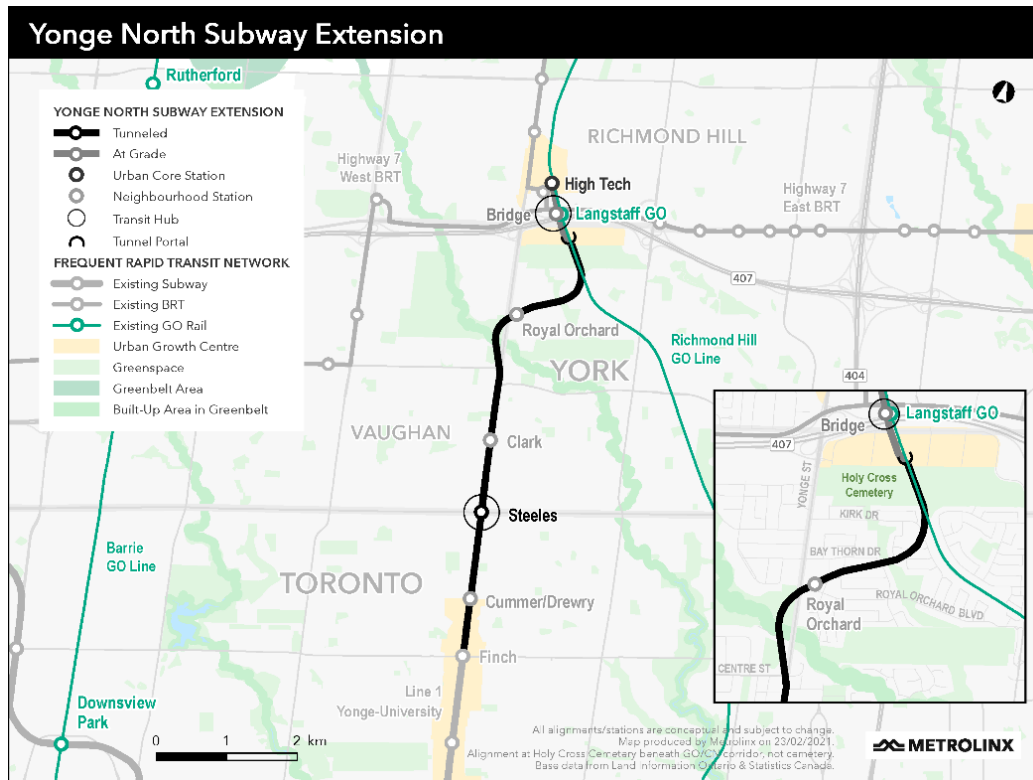 Yonge North Subway Extension
Rutherford
YONGE NORTH SUBWAY EXTENSION
Tunneled
At Grade
Urban Core Station
Neighbourhood Station
Transit Hub
Tunnel Portal
FREQUENT RAPID TRANSIT NETWORK
Existing Subway
Existing BRT
Existing GO Rail
Urban Growth Centre
Greenspace
Greenbelt Area
Built-Up Area in Greenbelt
RICHMOND HILL
Highway 7
West BRT
High Tech
Highway 7
East BRT
Bridge
Langstaff GO
407
Royal Orchard
Richmond Hill
GO Line
YORK
404
VAUGHAN
Clark
Steeles
Barrie
GO Line
TORONTO
Cummer/Drewry
Finch
Line 1
Yonge-University
Downsview
Park
0 1 2 km
Langstaff GO
Bridge
407
YONGE ST
Holy Cross
Cemetery
KIRK DR
BAY THORN DR
ROYAL ORCHARD BLVD
Royal
Orchard
CENTRE ST
All alignments/stations are conceptual and subject to change.
Map produced by Metrolinx on 23/02/2021.
Alignment at Holy Cross Cemetery beneath GO/CN corridor, not cemetery.
Base data from Land Information Ontario & Statistics Canada.
METROLINX